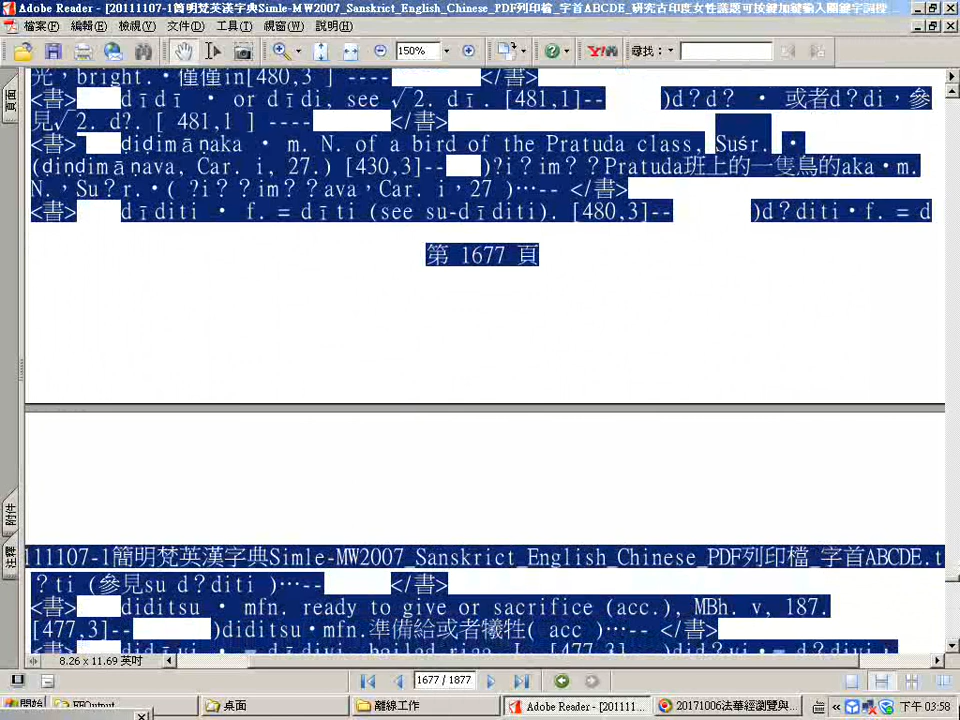 Adobe Reader - [20111107-1簡明梵英漢字典Simle-MW2007_Sanskrict_English_Chinese_PDF列印檔_字首ABCDE_研究古印度女性議題可按鍵加鍵輸入關鍵字詞搜
檔案(F) 編輯(E) 檢視(V) 文件(D) 工具(T) 視窗(W) 說明(H)
150% Y! 尋找:
頁面
光，bright.‧僅僅in[480,3 ] ---- </書>
<書> dīdī ‧ or dīdi, see √2. dī. [481,1]-- )d?d? ‧ 或者d?di，參
見√2. d?. [ 481,1 ] ---- </書>
<書> ḍiḍimāṇaka ‧ m. N. of a bird of the Pratuda class, Suśr. ‧
(ḍiṇḍimāṇava, Car. i, 27.) [430,3]-- )?i?im??Pratuda班上的一隻鳥的aka‧m.
N.，Su?r.‧( ?i??im??ava，Car. i，27 )…-- </書>
<書> dīditi ‧ f. = dīti (see su-dīditi). [480,3]-- )d?diti‧f. = d
第 1677 頁
附件
注釋
111107-1簡明梵英漢字典Simle-MW2007_Sanskrict_English_Chinese_PDF列印檔_字首ABCDE.t
?ti (參見su d?diti )…-- </書>
<書> diditsu ‧ mfn. ready to give or sacrifice (acc.), MBh. v, 187.
[477,3]-- )diditsu‧mfn.準備給或者犧牲( acc )…-- </書>
8.26 x 11.69 英吋
1677 / 1877
開始 FFOutput 桌面 離線工作 Adobe Reader - [2011... 20171006法華經瀏覽與... 下午 03:58